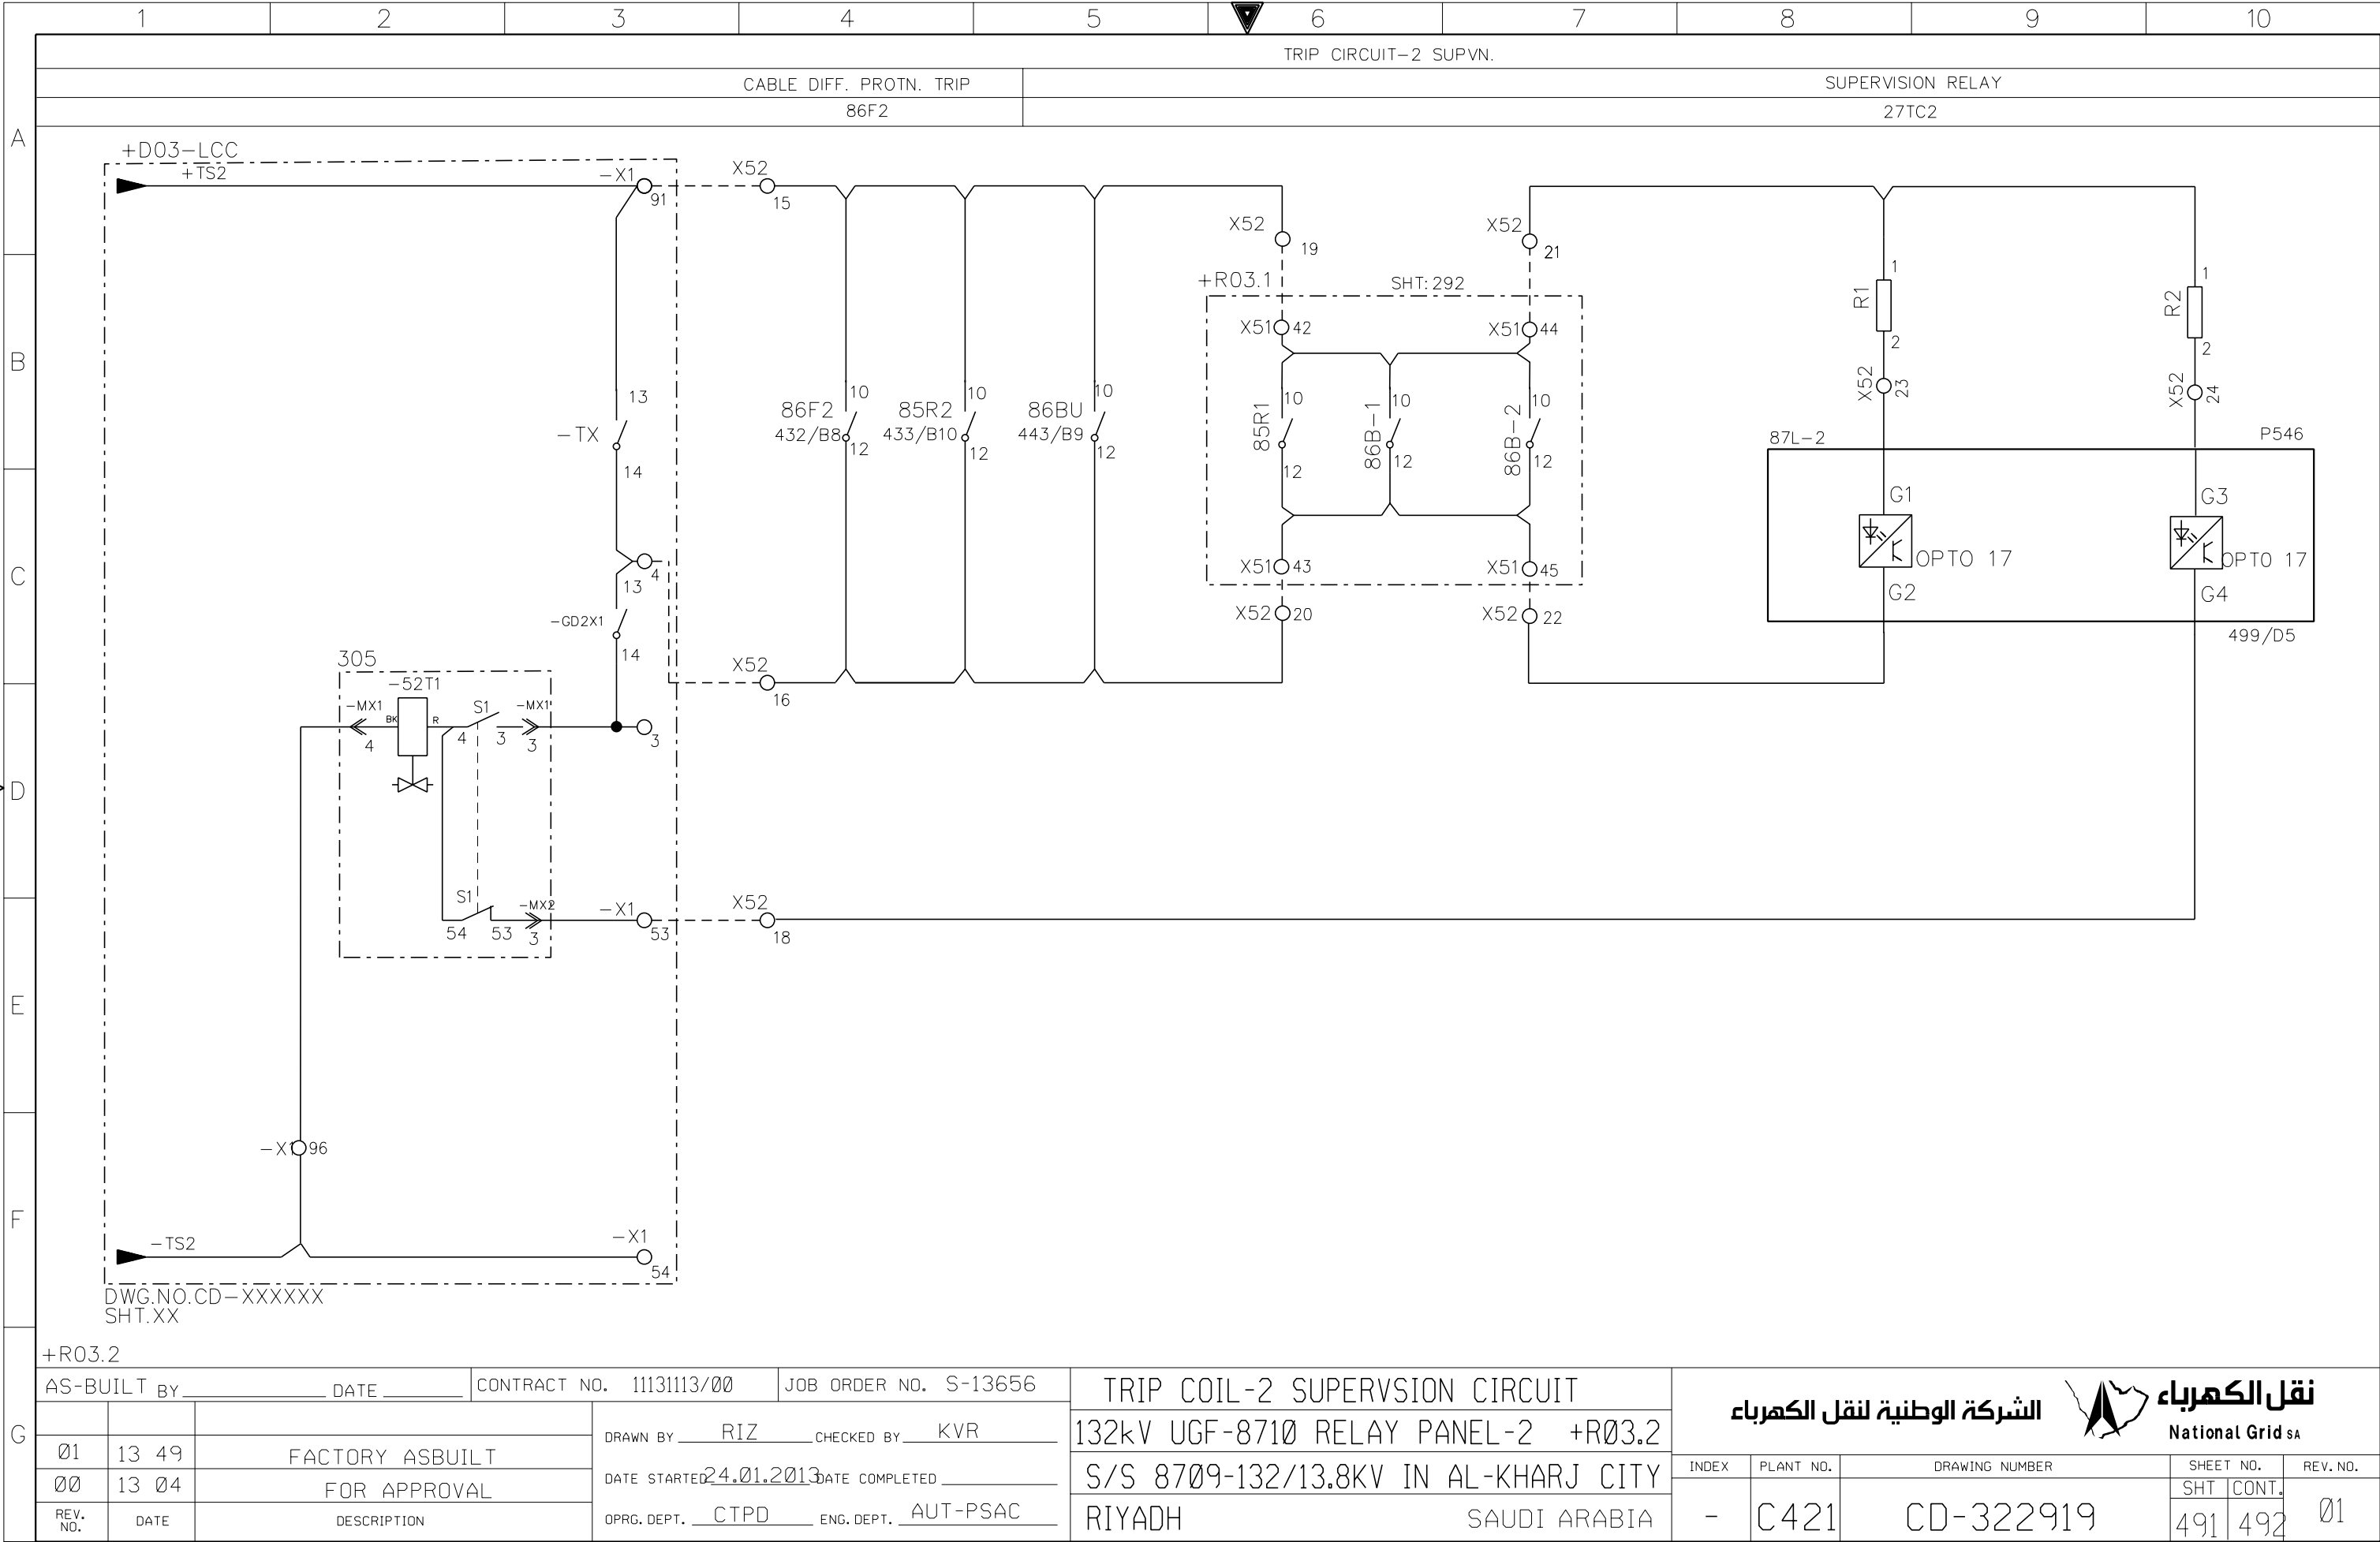 1 2 3 4 5 6 7 8 9 10
TRIP CIRCUIT-2 SUPVN.
CABLE DIFF. PROTN. TRIP
SUPERVISION RELAY
86F2
27TC2
A
B
C
D
E
F
G
+D03-LCC
+TS2
-X1
91
X52
15
13
-TX
14
4
13
-GD2X1
14
305
-52T1
-MX1
BK
R
4
S1
4
3
-MX1
3
3
X52
16
S1
54
53
-MX2
3
-X1
53
X52
18
-X1
96
-TS2
-X1
54
DWG.NO.CD-XXXXXX
SHT.XX
+R03.2
10
86F2
432/B8
12
10
85R2
433/B10
12
10
86BU
443/B9
12
X52
19
X52
21
+R03.1
SHT:292
X51
42
X51
44
10
85R1
12
10
86B-1
12
10
86B-2
12
X51
43
X51
45
X52
20
X52
22
1
R1
2
X52
23
1
R2
2
X52
24
87L-2
P546
G1
OPTO 17
G2
G3
OPTO 17
G4
499/D5
AS-BUILT BY DATE
CONTRACT NO. 11131113/00
JOB ORDER NO. S-13656
01 13 49 FACTORY ASBUILT
00 13 04 FOR APPROVAL
REV. NO. DATE DESCRIPTION
DRAWN BY RIZ CHECKED BY KVR
DATE STARTED 24.01.2013 DATE COMPLETED
OPRG. DEPT. CTPD ENG. DEPT. AUT-PSAC
TRIP COIL-2 SUPERVSION CIRCUIT
132kV UGF-8710 RELAY PANEL-2 +R03.2
S/S 8709-132/13.8KV IN AL-KHARJ CITY
RIYADH SAUDI ARABIA
الشركة الوطنية لنقل الكهرباء
نقل الكهرباء
National Grid SA
INDEX PLANT NO. DRAWING NUMBER SHEET NO. REV. NO.
SHT CONT.
- C421 CD-322919 491 492 01